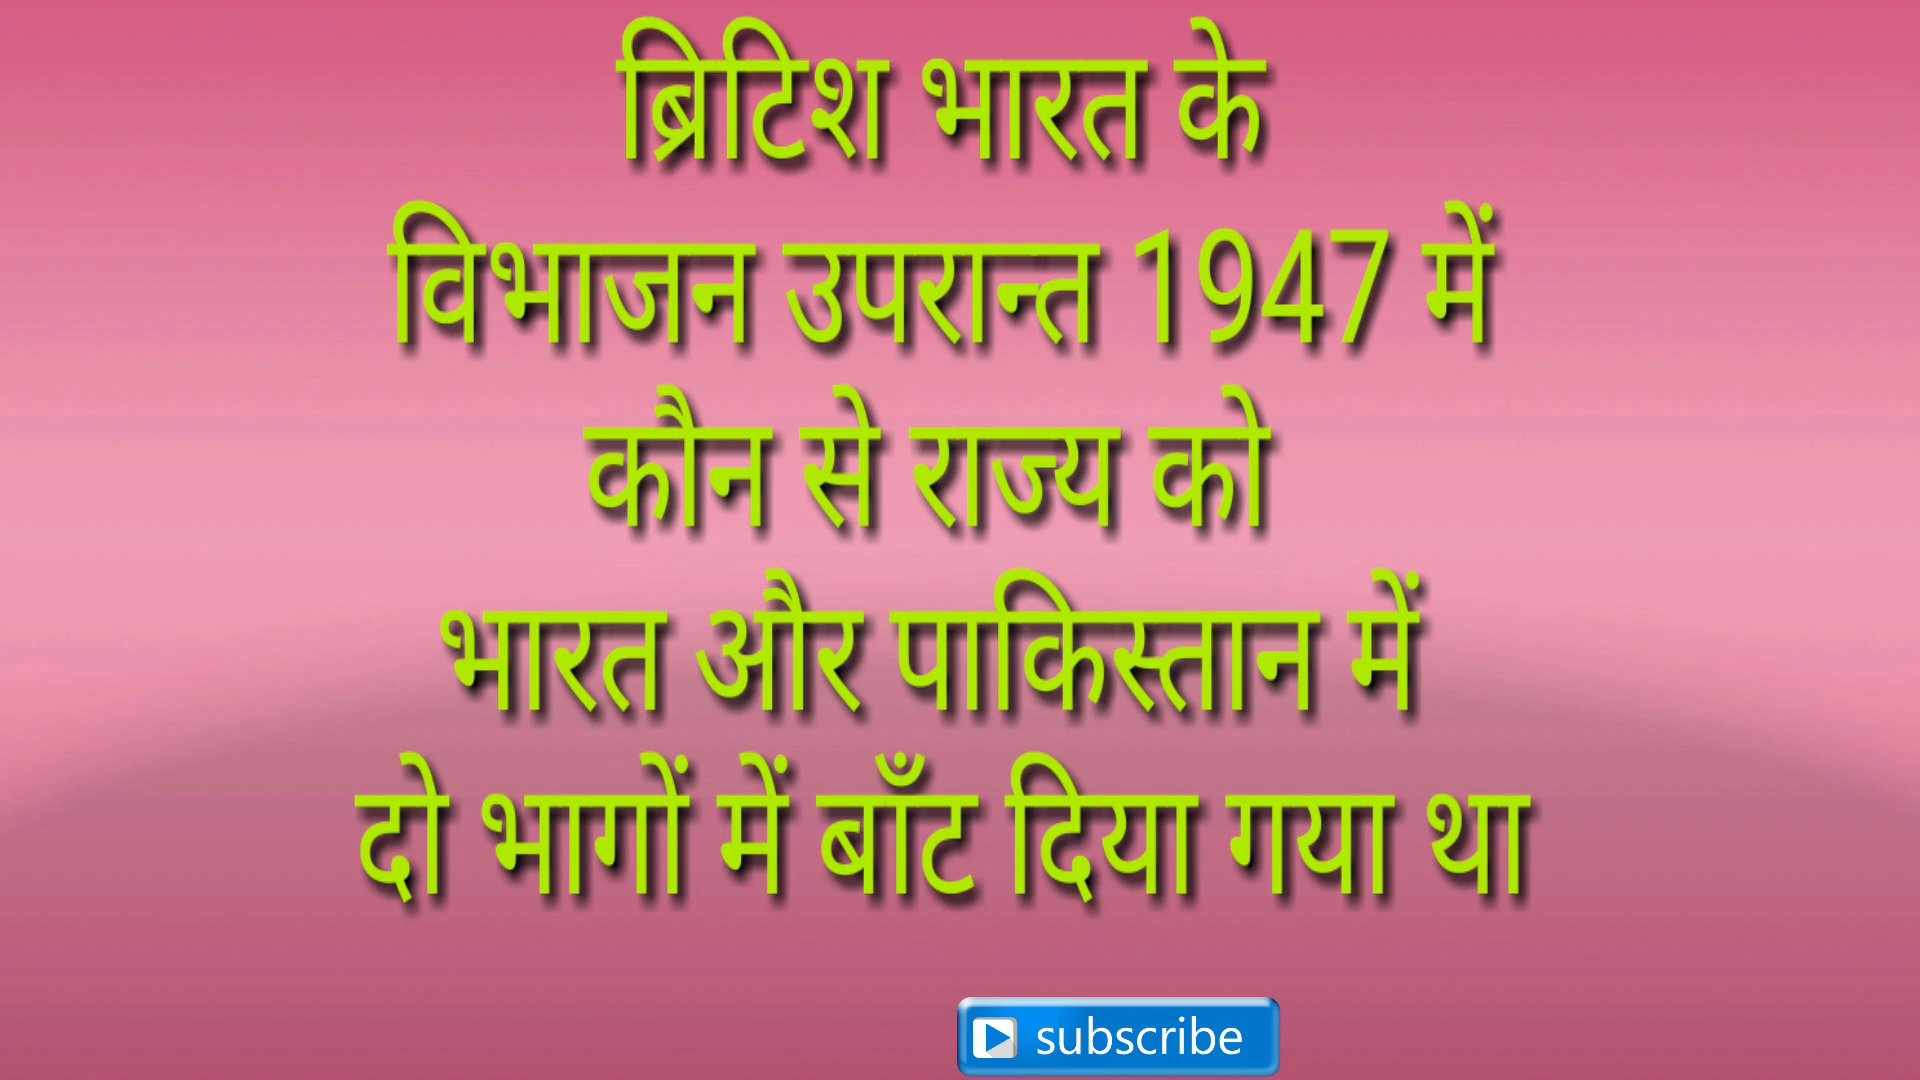 ब्रिटिश भारत के
विभाजन उपरान्त 1947 में
कौन से राज्य को
भारत और पाकिस्तान में
दो भागों में बाँट दिया गया था
subscribe